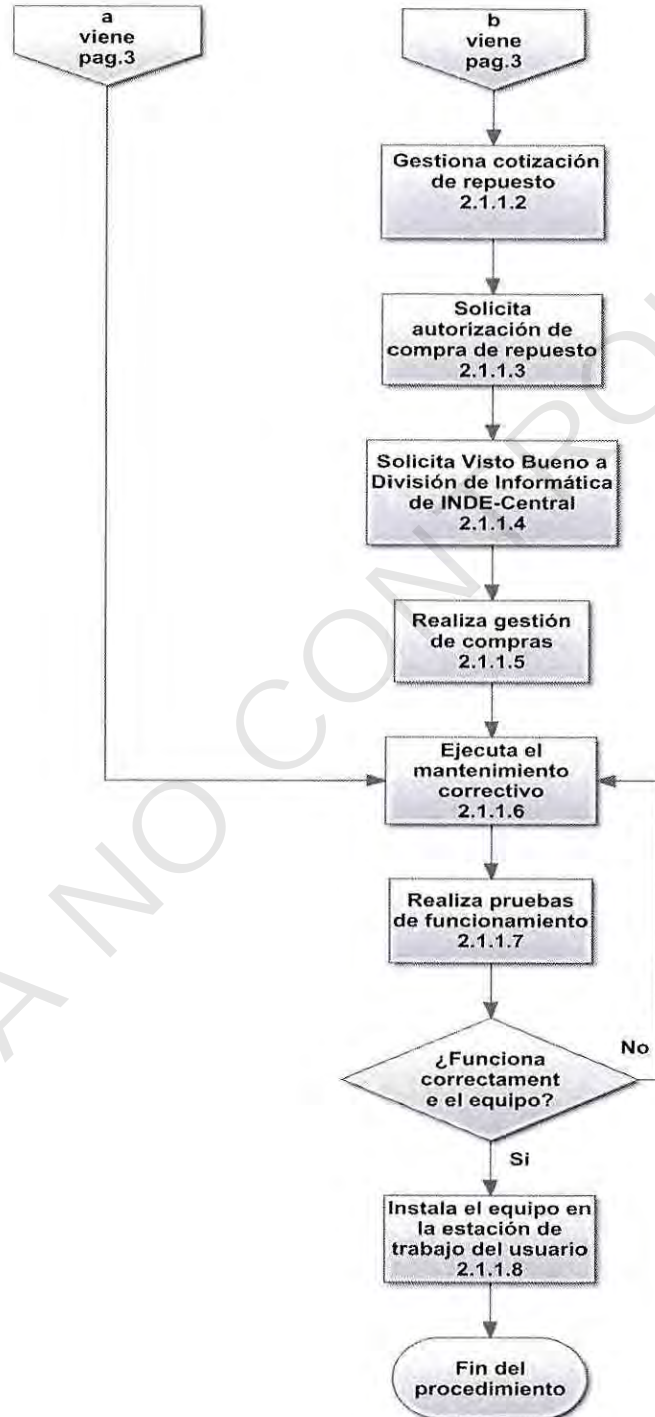 a
viene
pag.3
b
viene
pag.3
Gestiona cotización
de repuesto
2.1.1.2
Solicita
autorización de
compra de repuesto
2.1.1.3
Solicita Visto Bueno a
División de Informática
de INDE-Central
2.1.1.4
Realiza gestión
de compras
2.1.1.5
Ejecuta el
mantenimiento
correctivo
2.1.1.6
Realiza pruebas
de funcionamiento
2.1.1.7
¿Funciona
correctament
e el equipo?
No
Si
Instala el equipo en
la estación de
trabajo del usuario
2.1.1.8
Fin del
procedimiento
A NO CONTRO